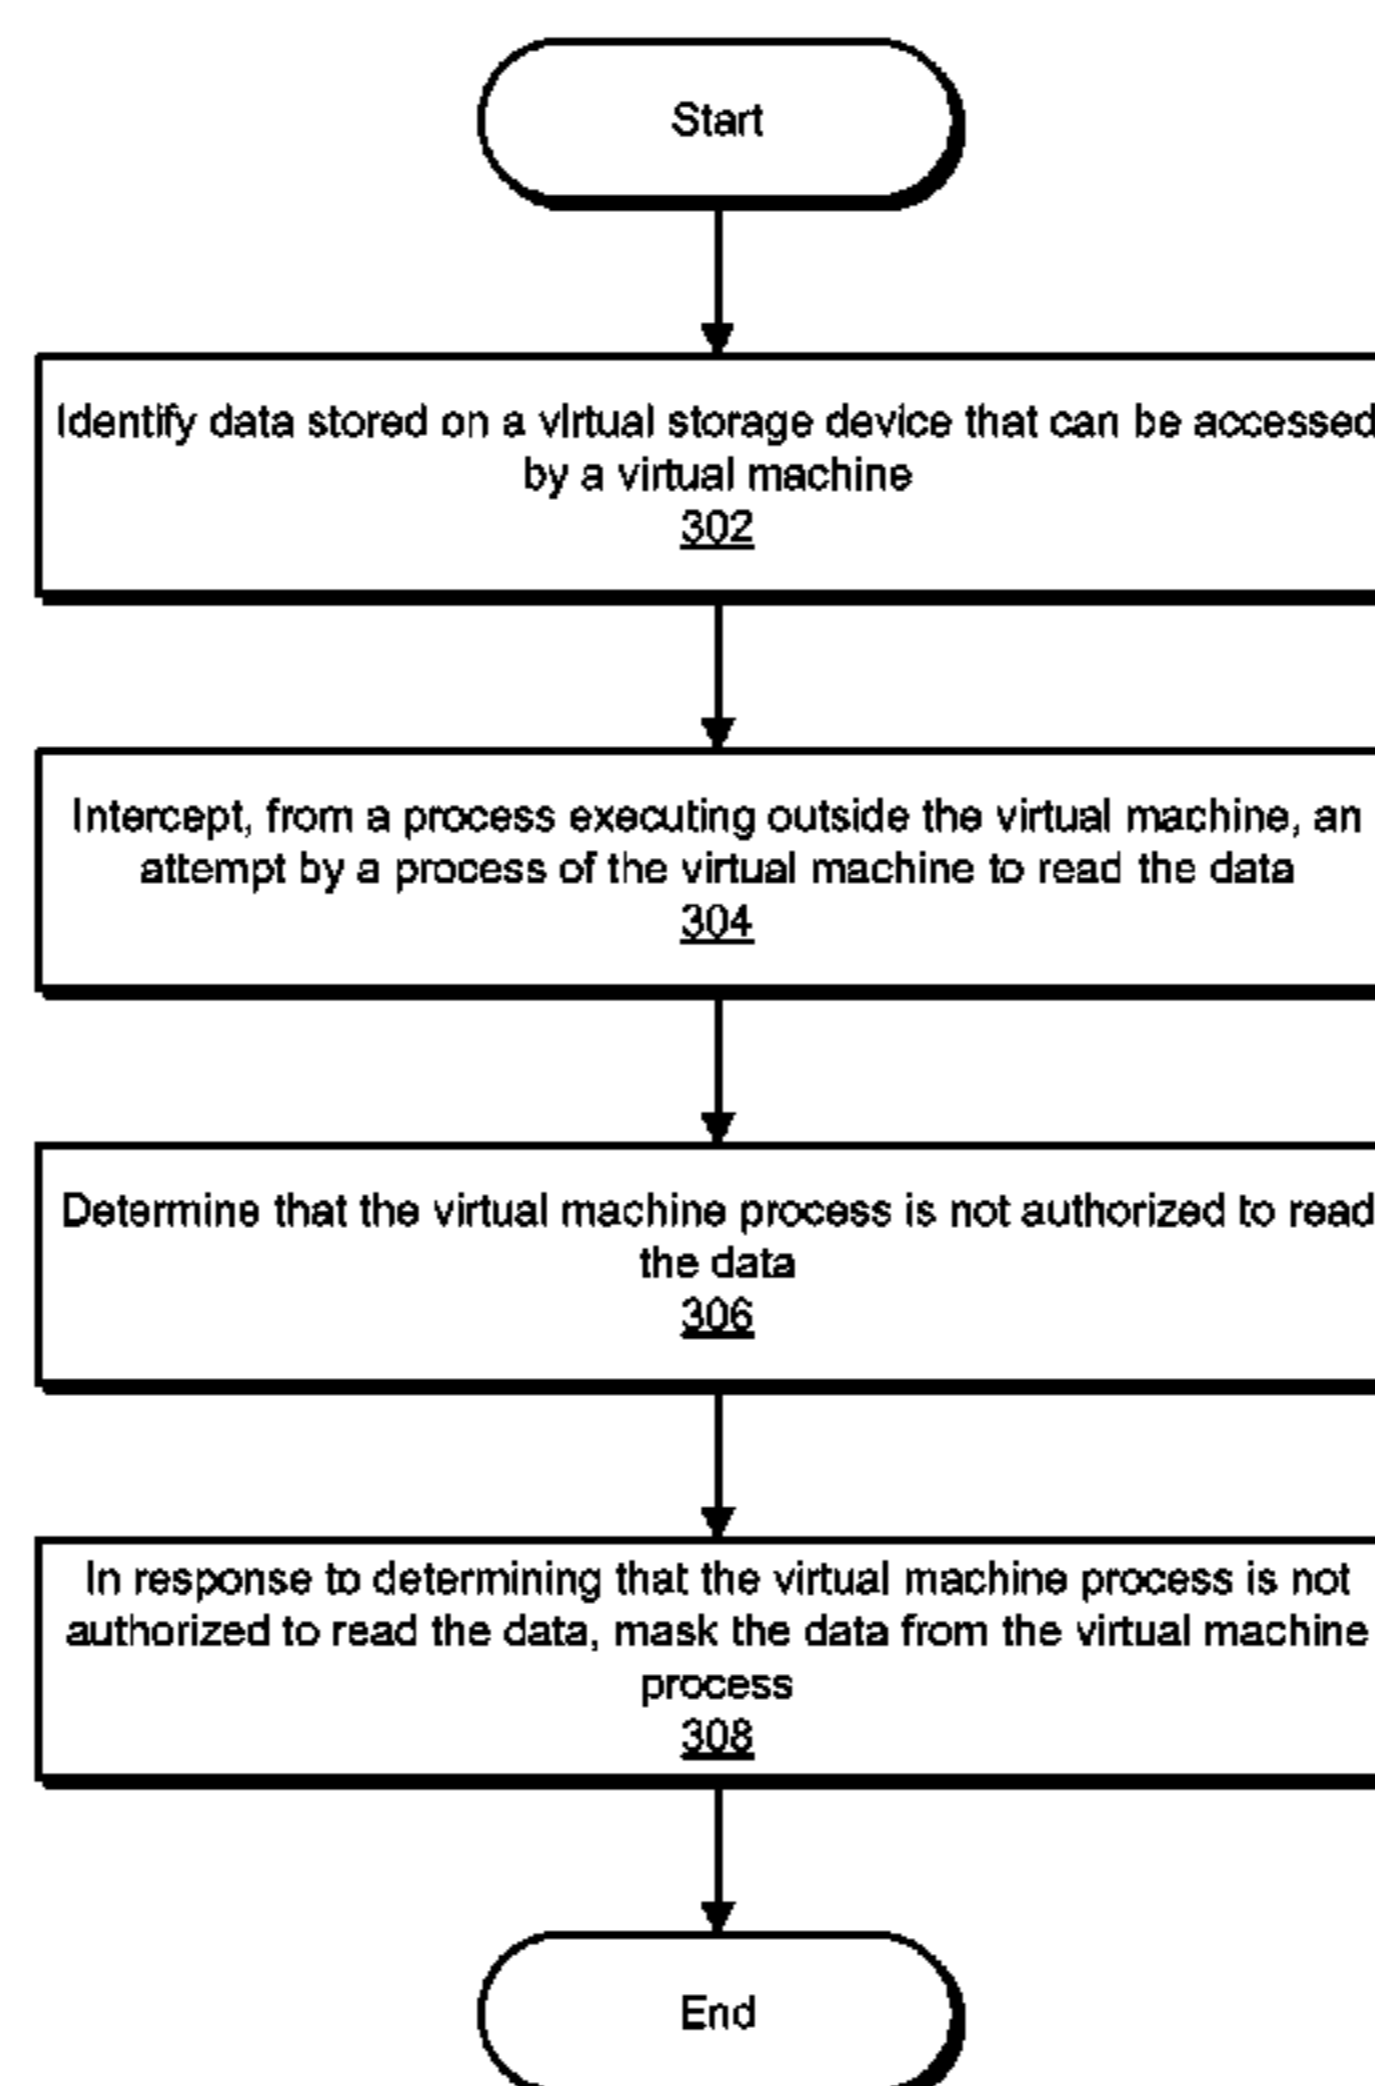 Start
Identify data stored on a virtual storage device that can be accessed
by a virtual machine
302
Intercept, from a process executing outside the virtual machine, an
attempt by a process of the virtual machine to read the data
304
Determine that the virtual machine process is not authorized to read
the data
306
In response to determining that the virtual machine process is not
authorized to read the data, mask the data from the virtual machine
process
308
End